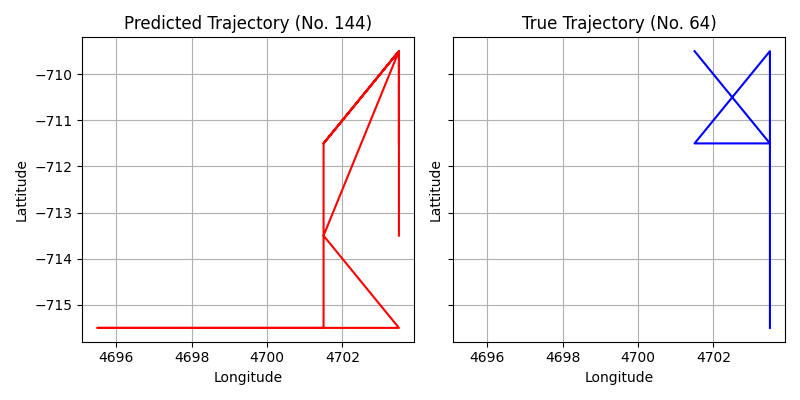 Predicted Trajectory (No. 144)
True Trajectory (No. 64)
Lattitude
−710
−711
−712
−713
−714
−715
4696
4698
4700
4702
Longitude
Lattitude
4696
4698
4700
4702
Longitude